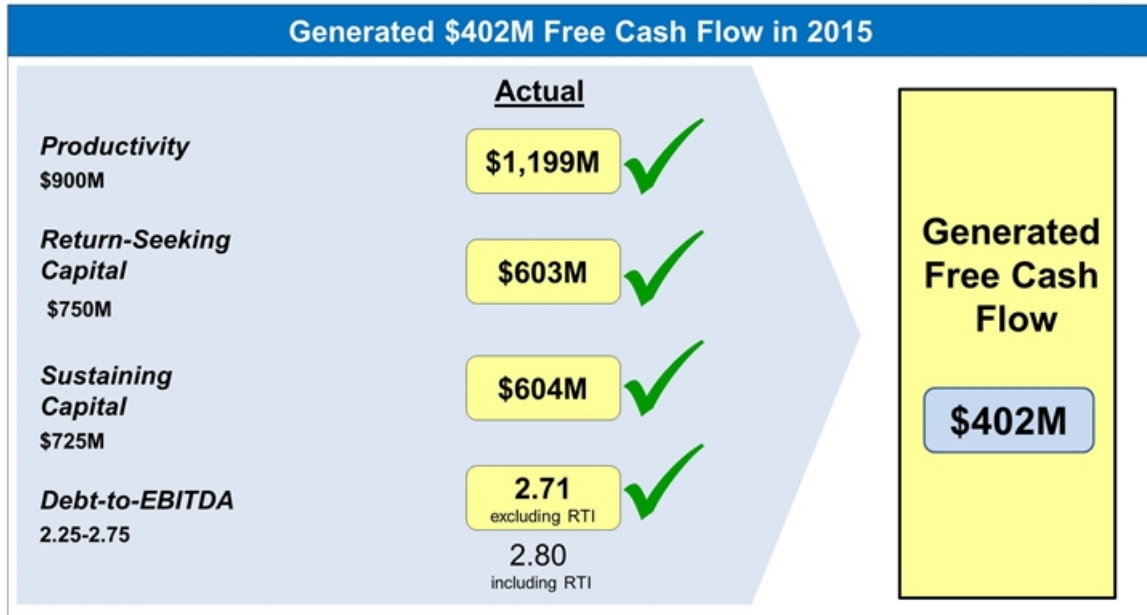 Generated $402M Free Cash Flow in 2015
Actual
Productivity
$900M
$1,199M
Return-Seeking
Capital
$750M
$603M
Sustaining
Capital
$725M
$604M
Debt-to-EBITDA
2.25-2.75
2.71
excluding RTI
2.80
including RTI
Generated
Free Cash
Flow
$402M